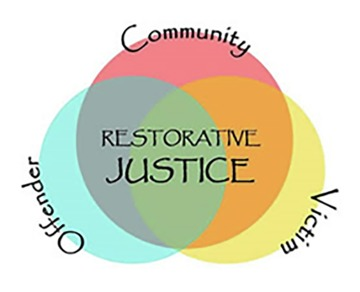 Community
RESTORATIVE
JUSTICE
Offender
Victim